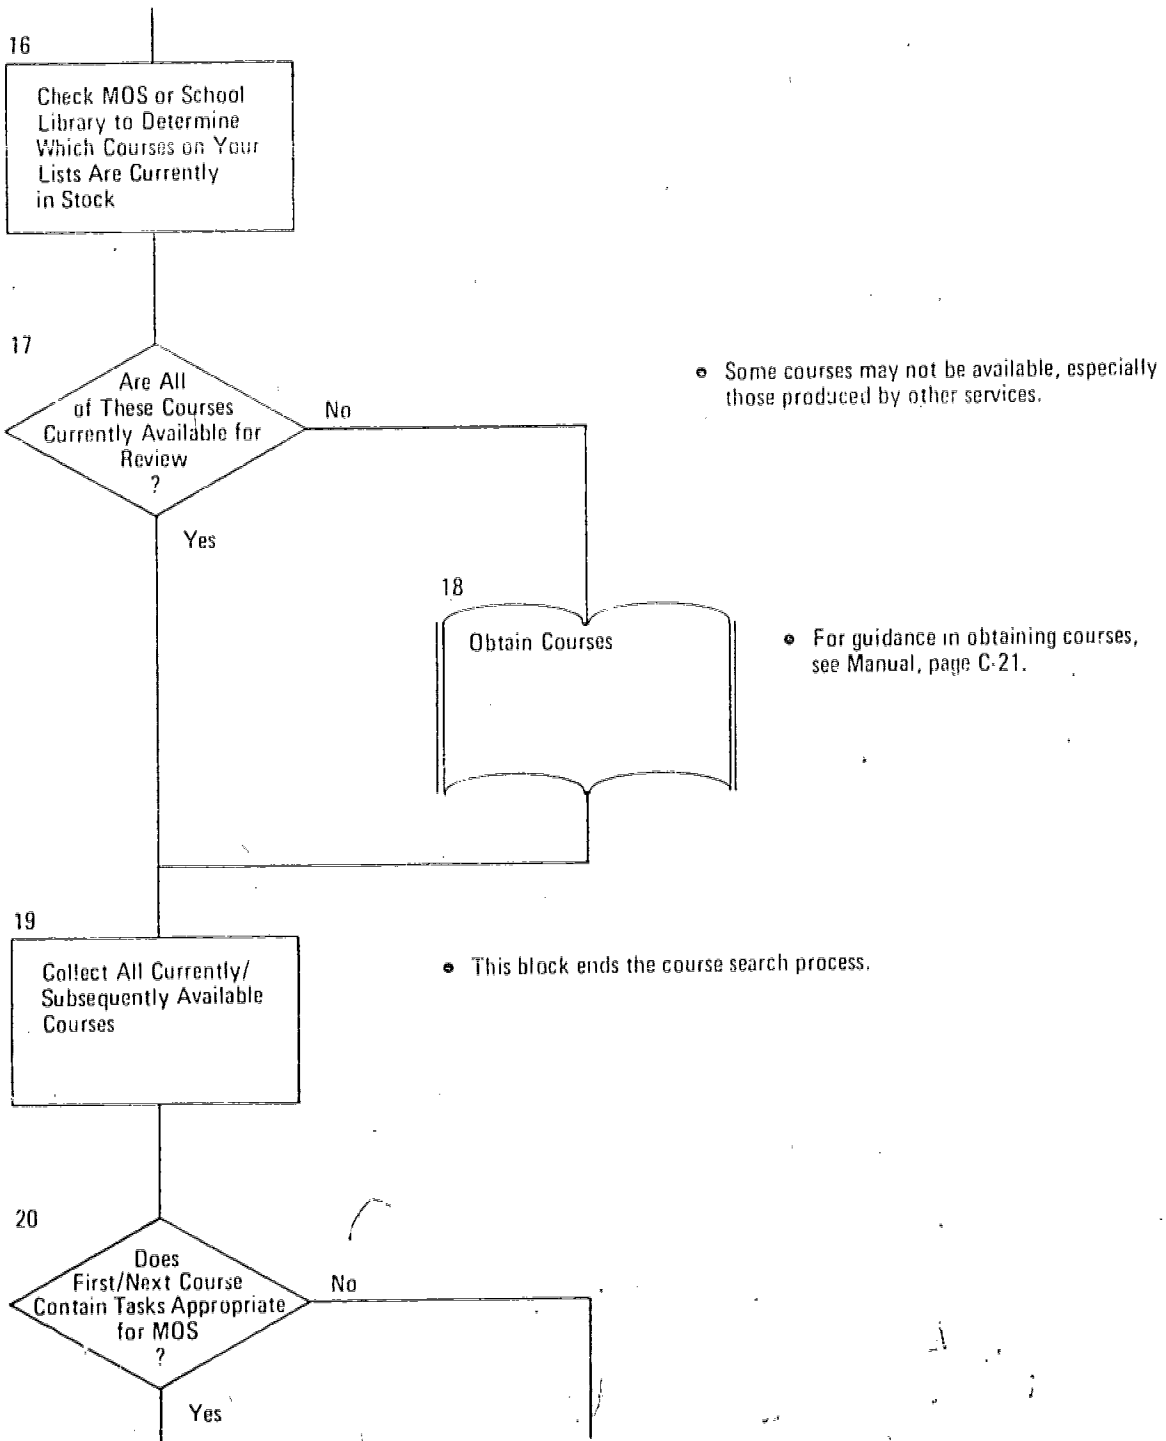 16
Check MOS or School
Library to Determine
Which Courses on Your
Lists Are Currently
in Stock
17
Are All
of These Courses
Currently Available for
Review
?
No
Yes
• Some courses may not be available, especially
those produced by other services.
18
Obtain Courses
• For guidance in obtaining courses,
see Manual, page C-21.
19
Collect All Currently/
Subsequently Available
Courses
• This block ends the course search process.
20
Does
First/Next Course
Contain Tasks Appropriate
for MOS
?
No
Yes